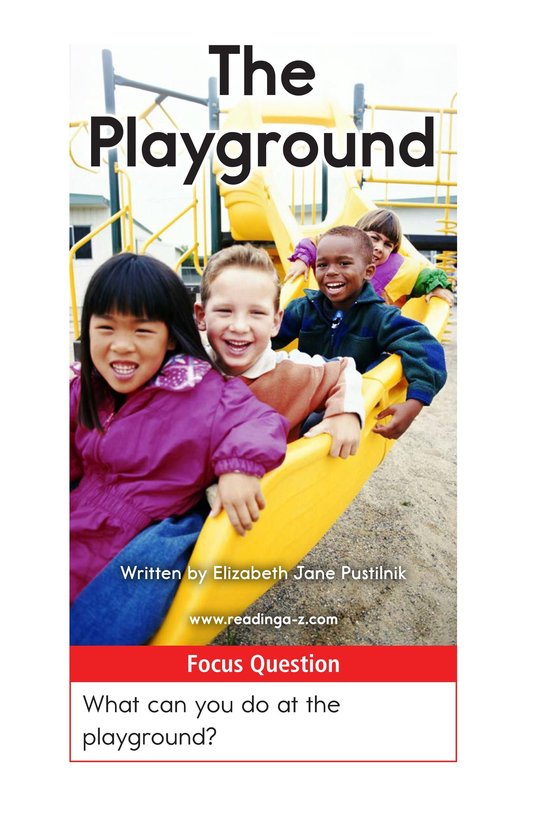 The
Playground
Written by Elizabeth Jane Pustilnik
www.readinga-z.com
Focus Question
What can you do at the
playground?